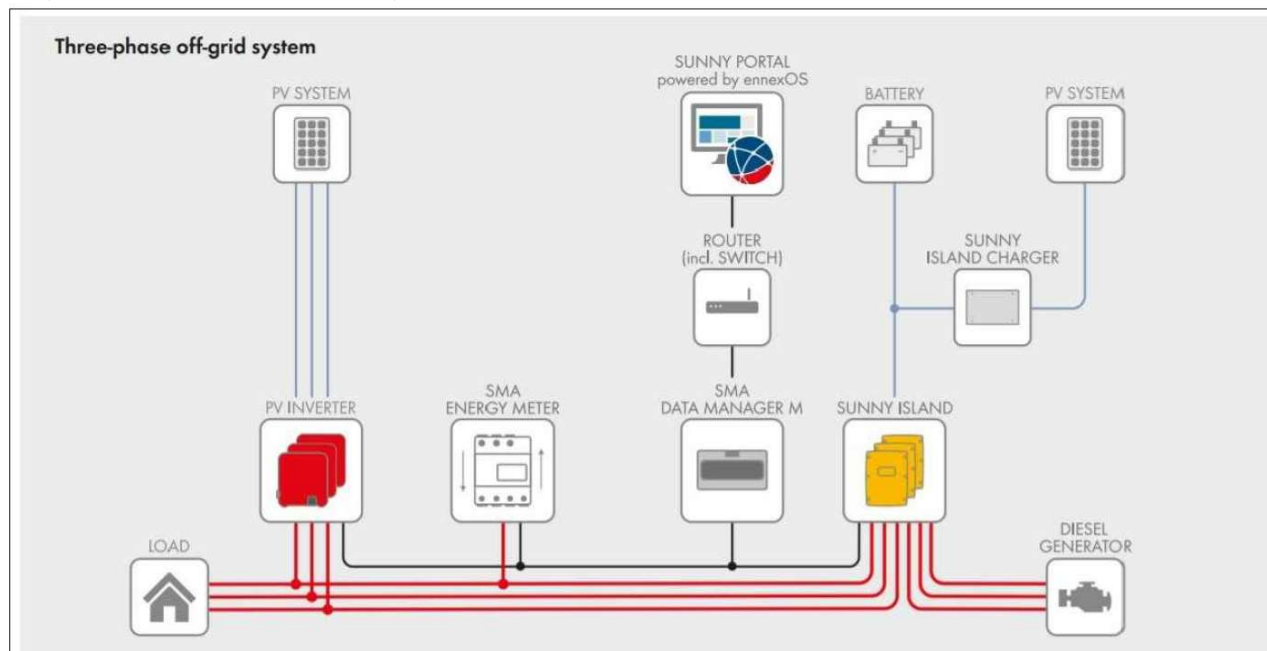 Three-phase off-grid system
SUNNY PORTAL
powered by ennexOS
PV SYSTEM
BATTERY
PV SYSTEM
ROUTER
(incl. SWITCH)
SUNNY
ISLAND CHARGER
PV INVERTER
SMA
ENERGY METER
SMA
DATA MANAGER M
SUNNY ISLAND
LOAD
DIESEL
GENERATOR